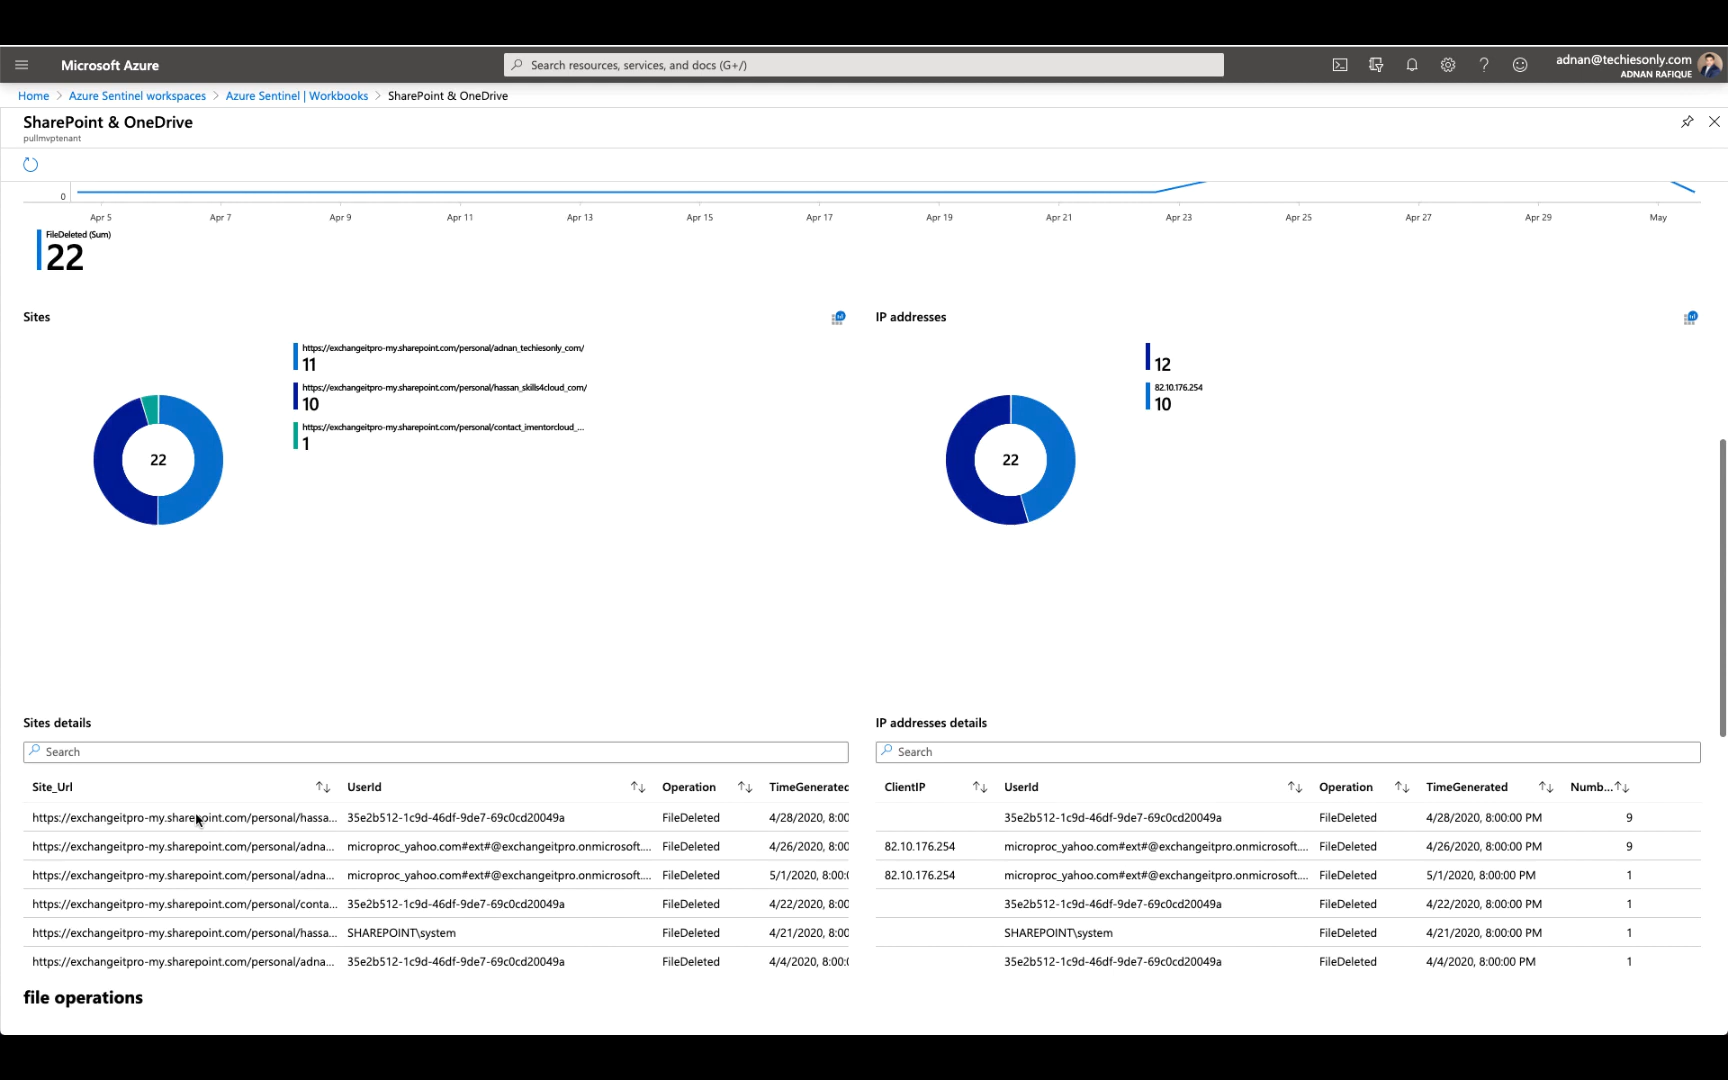 Microsoft Azure
Search resources, services, and docs (G+/)
adnan@techiesonly.com
ADNAN RAFIQUE
Home > Azure Sentinel workspaces > Azure Sentinel | Workbooks > SharePoint & OneDrive
SharePoint & OneDrive
pullmvptenant
0
Apr 5 Apr 7 Apr 9 Apr 11 Apr 13 Apr 15 Apr 17 Apr 19 Apr 21 Apr 23 Apr 25 Apr 27 Apr 29 May
FileDeleted (Sum)
22
Sites
https://exchangeitpro-my.sharepoint.com/personal/adnan_techiesonly_com/
11
https://exchangeitpro-my.sharepoint.com/personal/hassan_skills4cloud_com/
10
https://exchangeitpro-my.sharepoint.com/personal/contact_imentorcloud_...
1
22
IP addresses
12
82.10.176.254
10
22
Sites details
Search
Site_Url UserId Operation TimeGenerated
https://exchangeitpro-my.sharepoint.com/personal/hassa... 35e2b512-1c9d-46df-9de7-69c0cd20049a FileDeleted 4/28/2020, 8:00
https://exchangeitpro-my.sharepoint.com/personal/adna... microproc_yahoo.com#ext#@exchangeitpro.onmicrosoft.... FileDeleted 4/26/2020, 8:00
https://exchangeitpro-my.sharepoint.com/personal/adna... microproc_yahoo.com#ext#@exchangeitpro.onmicrosoft.... FileDeleted 5/1/2020, 8:00:0
https://exchangeitpro-my.sharepoint.com/personal/conta... 35e2b512-1c9d-46df-9de7-69c0cd20049a FileDeleted 4/22/2020, 8:00
https://exchangeitpro-my.sharepoint.com/personal/hassa... SHAREPOINT\system FileDeleted 4/21/2020, 8:00
https://exchangeitpro-my.sharepoint.com/personal/adna... 35e2b512-1c9d-46df-9de7-69c0cd20049a FileDeleted 4/4/2020, 8:00:0
IP addresses details
Search
ClientIP UserId Operation TimeGenerated Numb...
35e2b512-1c9d-46df-9de7-69c0cd20049a FileDeleted 4/28/2020, 8:00:00 PM 9
82.10.176.254 microproc_yahoo.com#ext#@exchangeitpro.onmicrosoft.... FileDeleted 4/26/2020, 8:00:00 PM 9
82.10.176.254 microproc_yahoo.com#ext#@exchangeitpro.onmicrosoft.... FileDeleted 5/1/2020, 8:00:00 PM 1
35e2b512-1c9d-46df-9de7-69c0cd20049a FileDeleted 4/22/2020, 8:00:00 PM 1
SHAREPOINT\system FileDeleted 4/21/2020, 8:00:00 PM 1
35e2b512-1c9d-46df-9de7-69c0cd20049a FileDeleted 4/4/2020, 8:00:00 PM 1
file operations